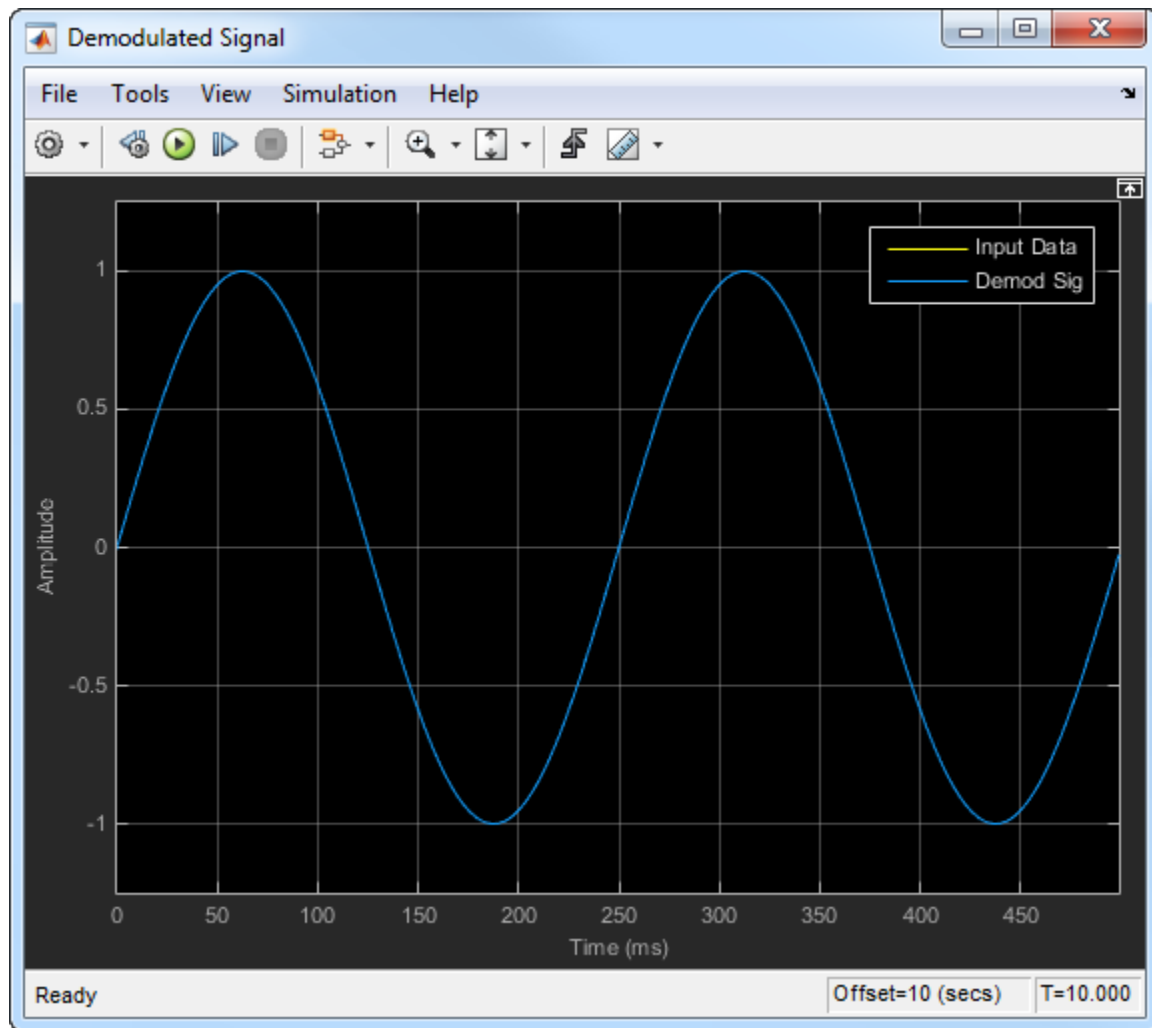 Demodulated Signal
File Tools View Simulation Help
Input Data
Demod Sig
1
0.5
0
-0.5
-1
Amplitude
0 50 100 150 200 250 300 350 400 450
Time (ms)
Ready Offset=10 (secs) T=10.000